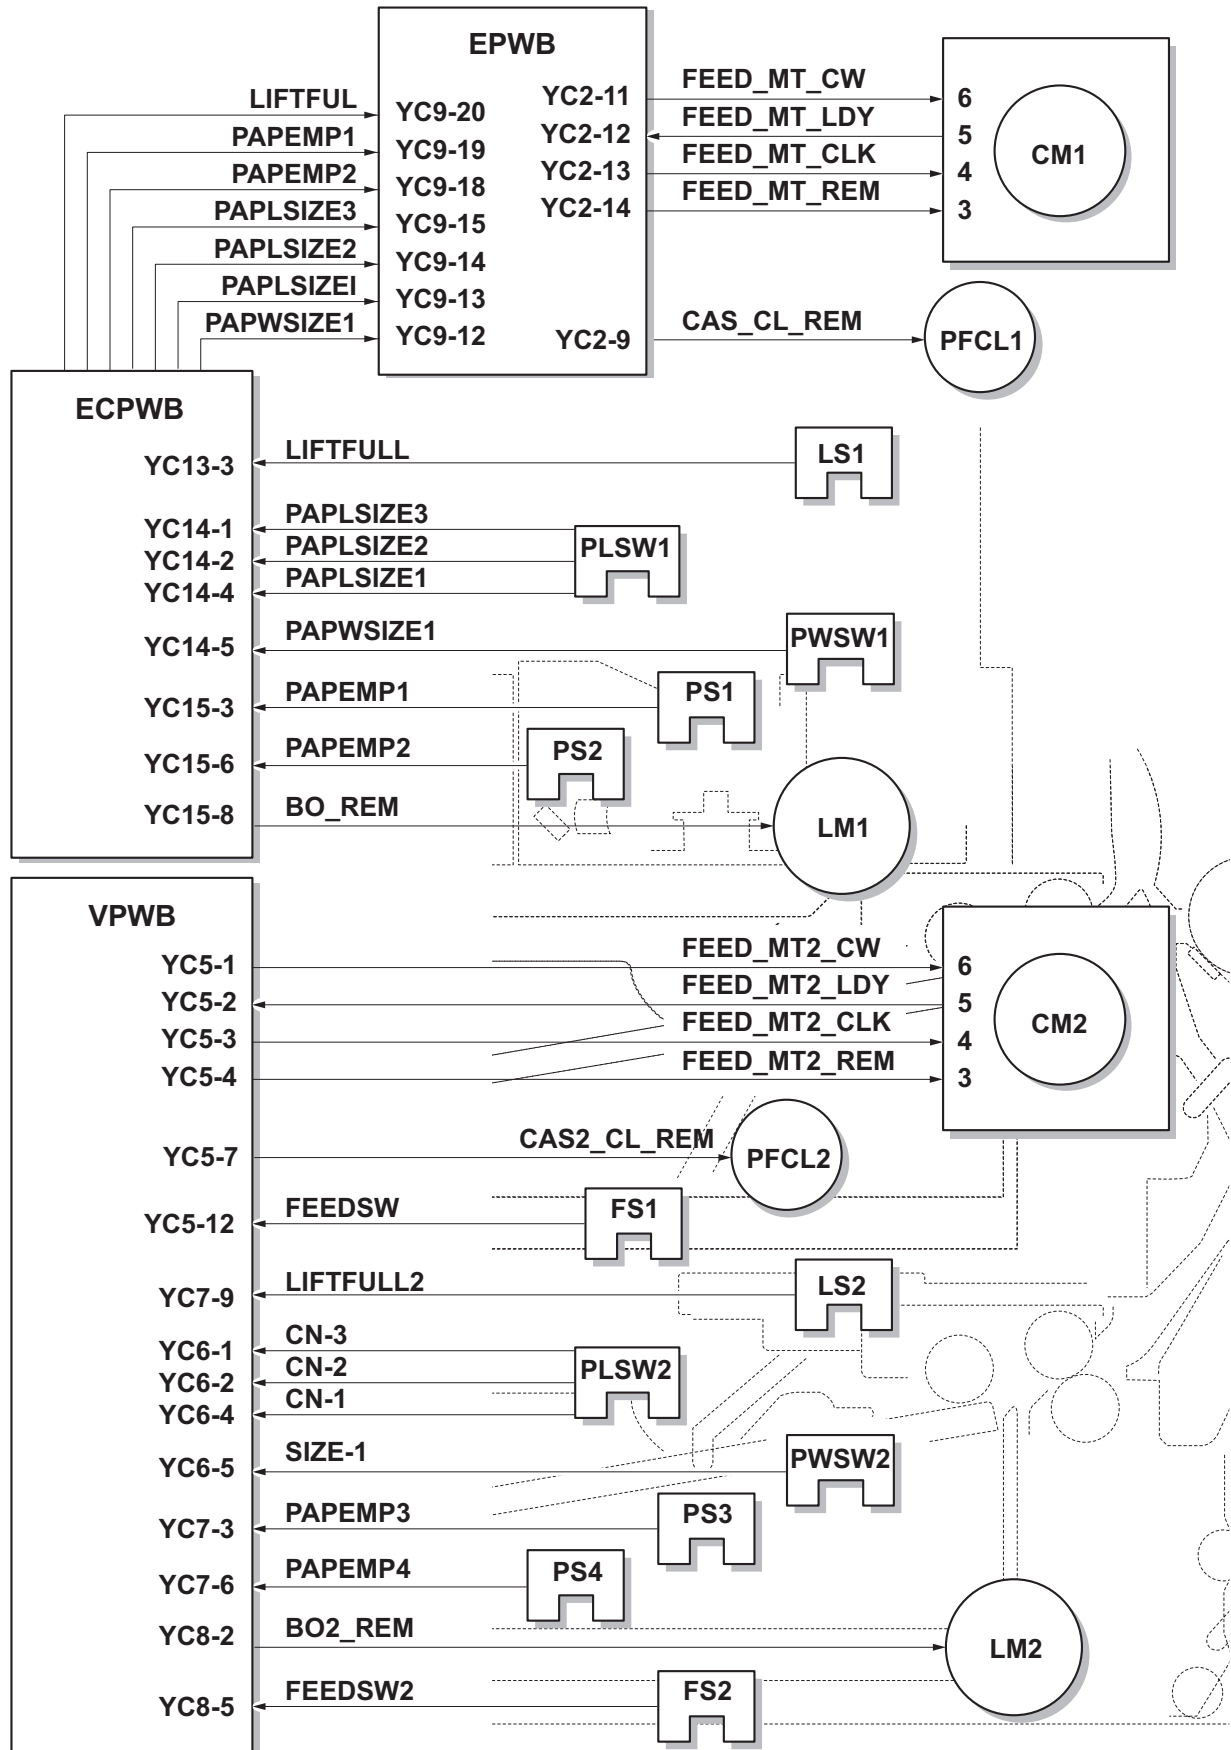 EPWB
LIFTFUL
YC9-20
PAPEMP1
YC9-19
PAPEMP2
YC9-18
PAPLSIZE3
YC9-15
PAPLSIZE2
YC9-14
PAPLSIZEI
YC9-13
PAPWSIZE1
YC9-12
YC2-11
FEED_MT_CW
6
YC2-12
FEED_MT_LDY
5
YC2-13
FEED_MT_CLK
4
YC2-14
FEED_MT_REM
3
CM1
YC2-9
CAS_CL_REM
PFCL1
ECPWB
YC13-3
LIFTFULL
LS1
YC14-1
PAPLSIZE3
YC14-2
PAPLSIZE2
YC14-4
PAPLSIZE1
PLSW1
YC14-5
PAPWSIZE1
PWSW1
YC15-3
PAPEMP1
PS1
YC15-6
PAPEMP2
PS2
YC15-8
BO_REM
LM1
VPWB
YC5-1
FEED_MT2_CW
6
YC5-2
FEED_MT2_LDY
5
YC5-3
FEED_MT2_CLK
4
YC5-4
FEED_MT2_REM
3
CM2
YC5-7
CAS2_CL_REM
PFCL2
YC5-12
FEEDSW
FS1
YC7-9
LIFTFULL2
LS2
YC6-1
CN-3
YC6-2
CN-2
YC6-4
CN-1
PLSW2
YC6-5
SIZE-1
PWSW2
YC7-3
PAPEMP3
PS3
YC7-6
PAPEMP4
PS4
YC8-2
BO2_REM
LM2
YC8-5
FEEDSW2
FS2